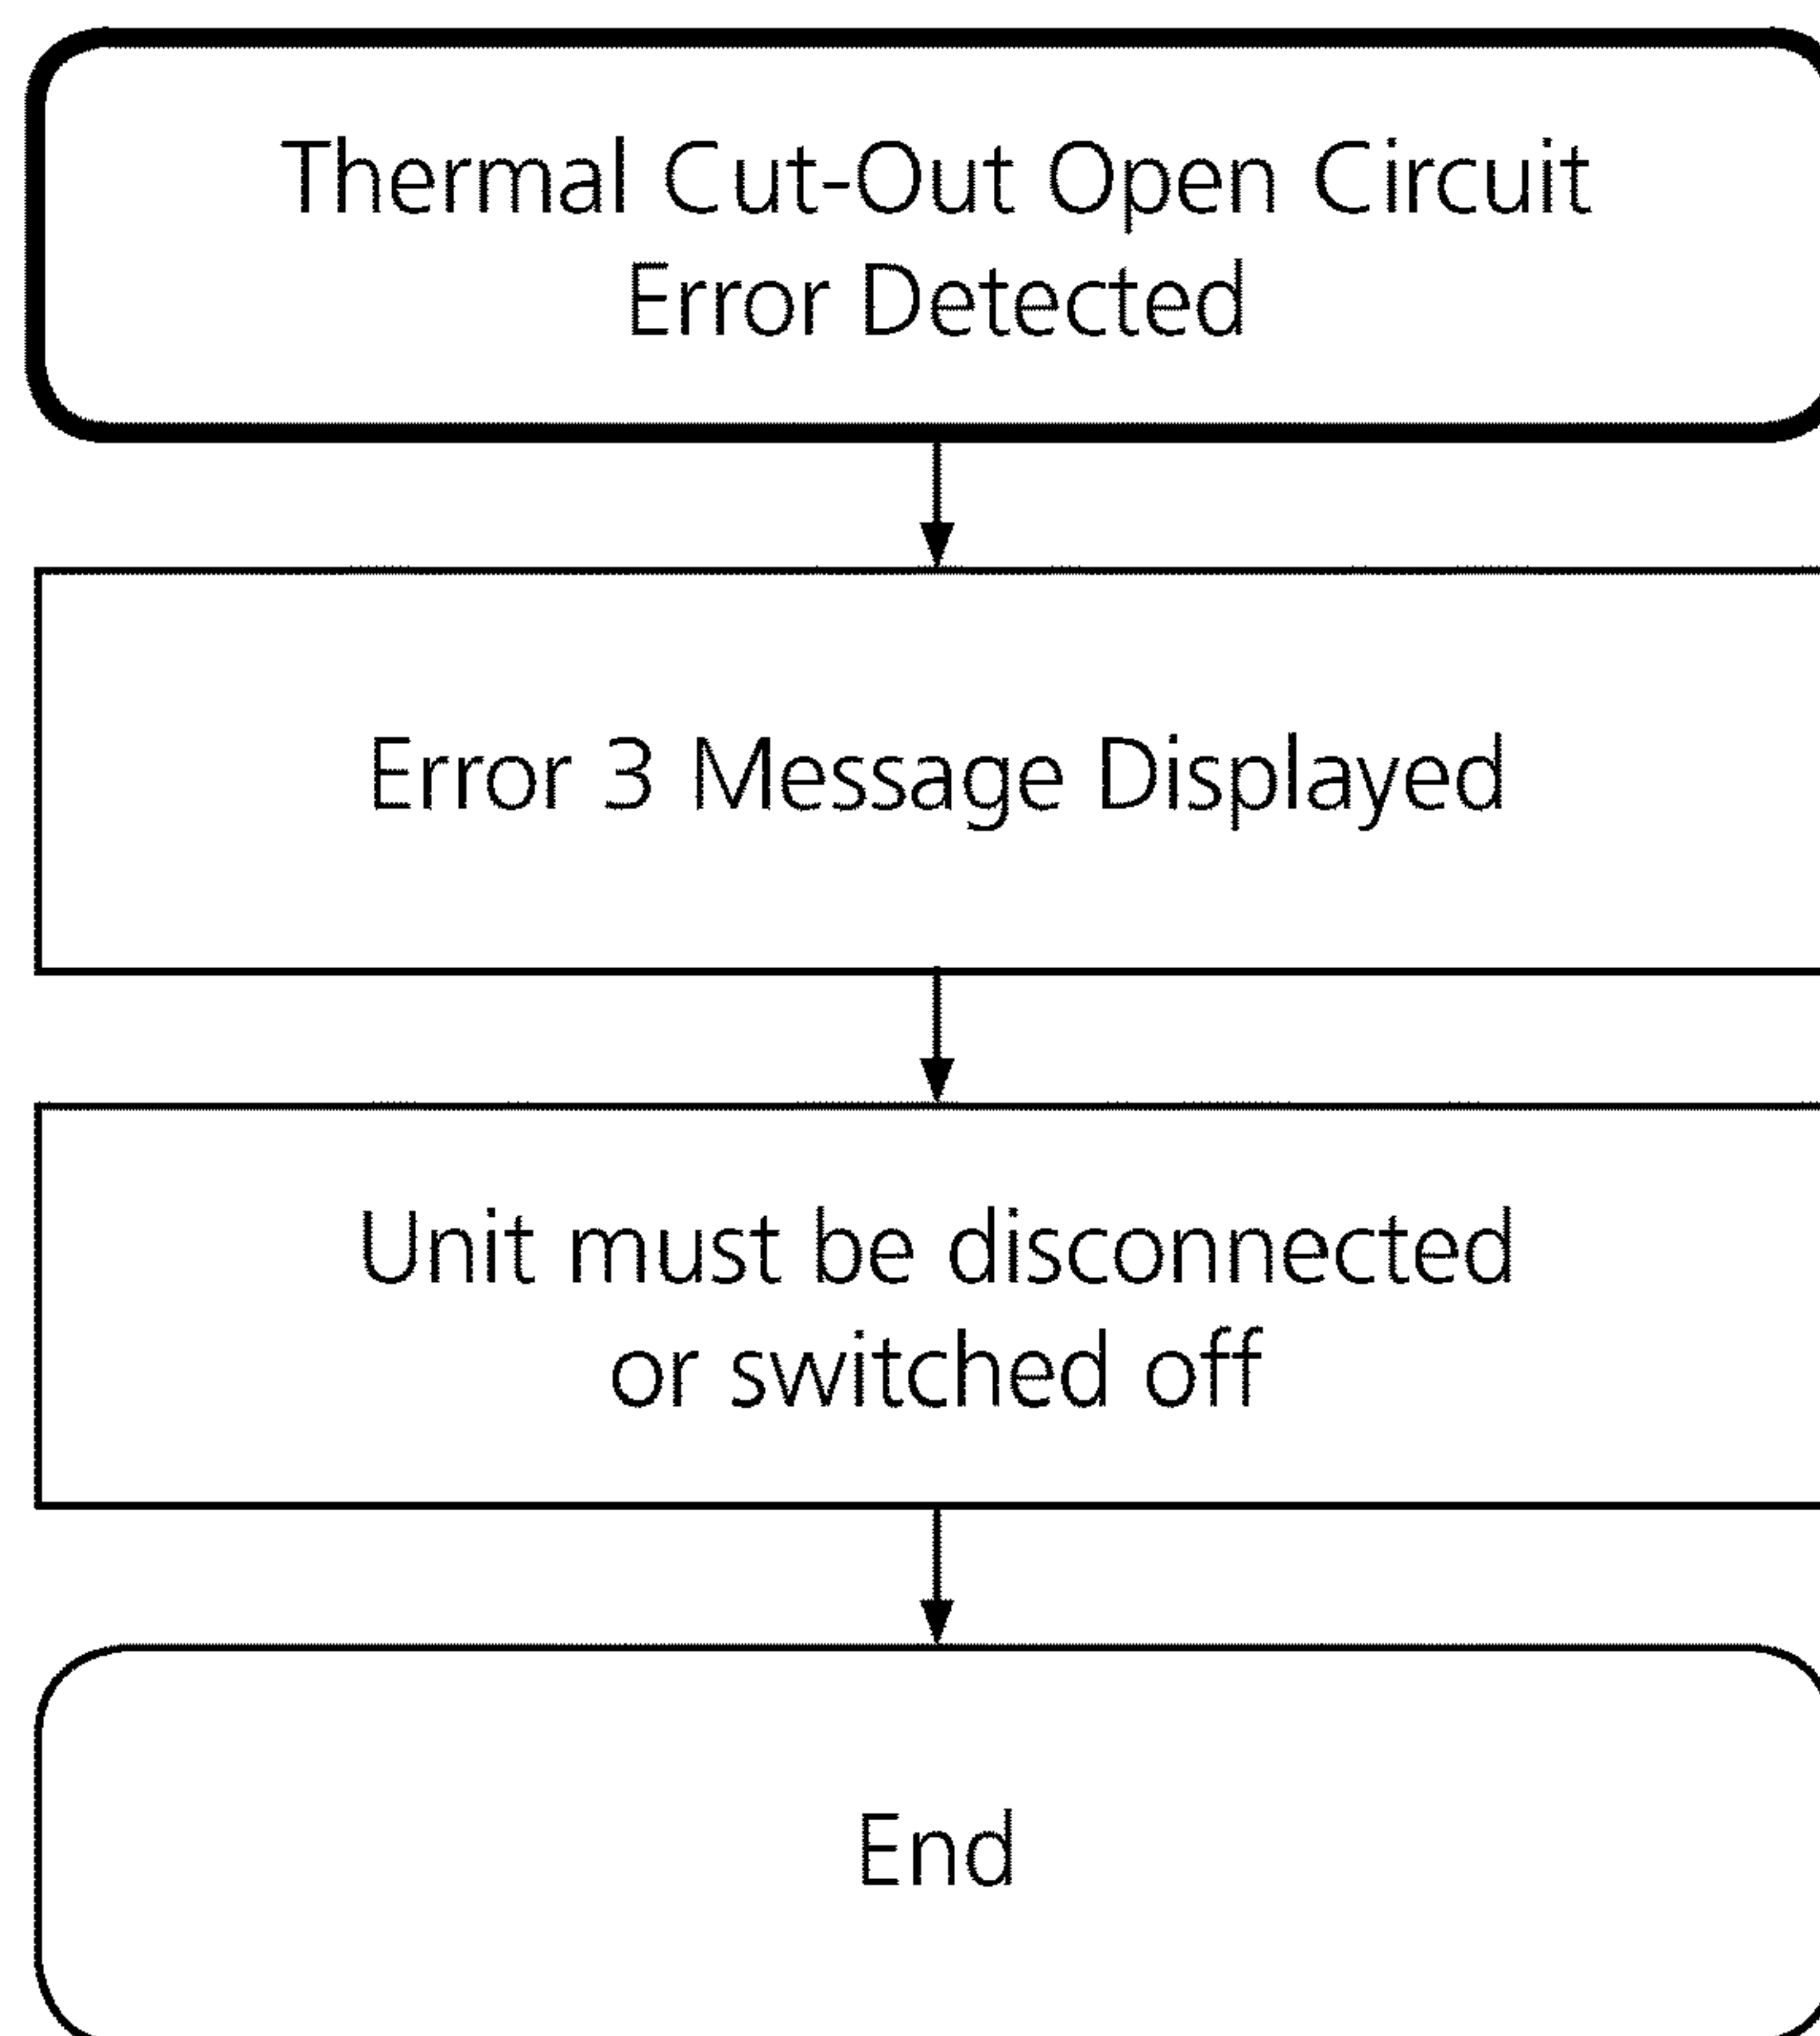 Thermal Cut-Out Open Circuit
Error Detected
Error 3 Message Displayed
Unit must be disconnected
or switched off
End